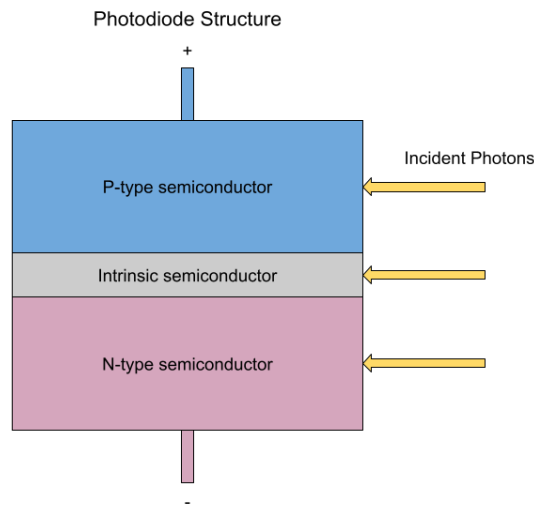 Photodiode Structure
+
Incident Photons
P-type semiconductor
Intrinsic semiconductor
N-type semiconductor
-